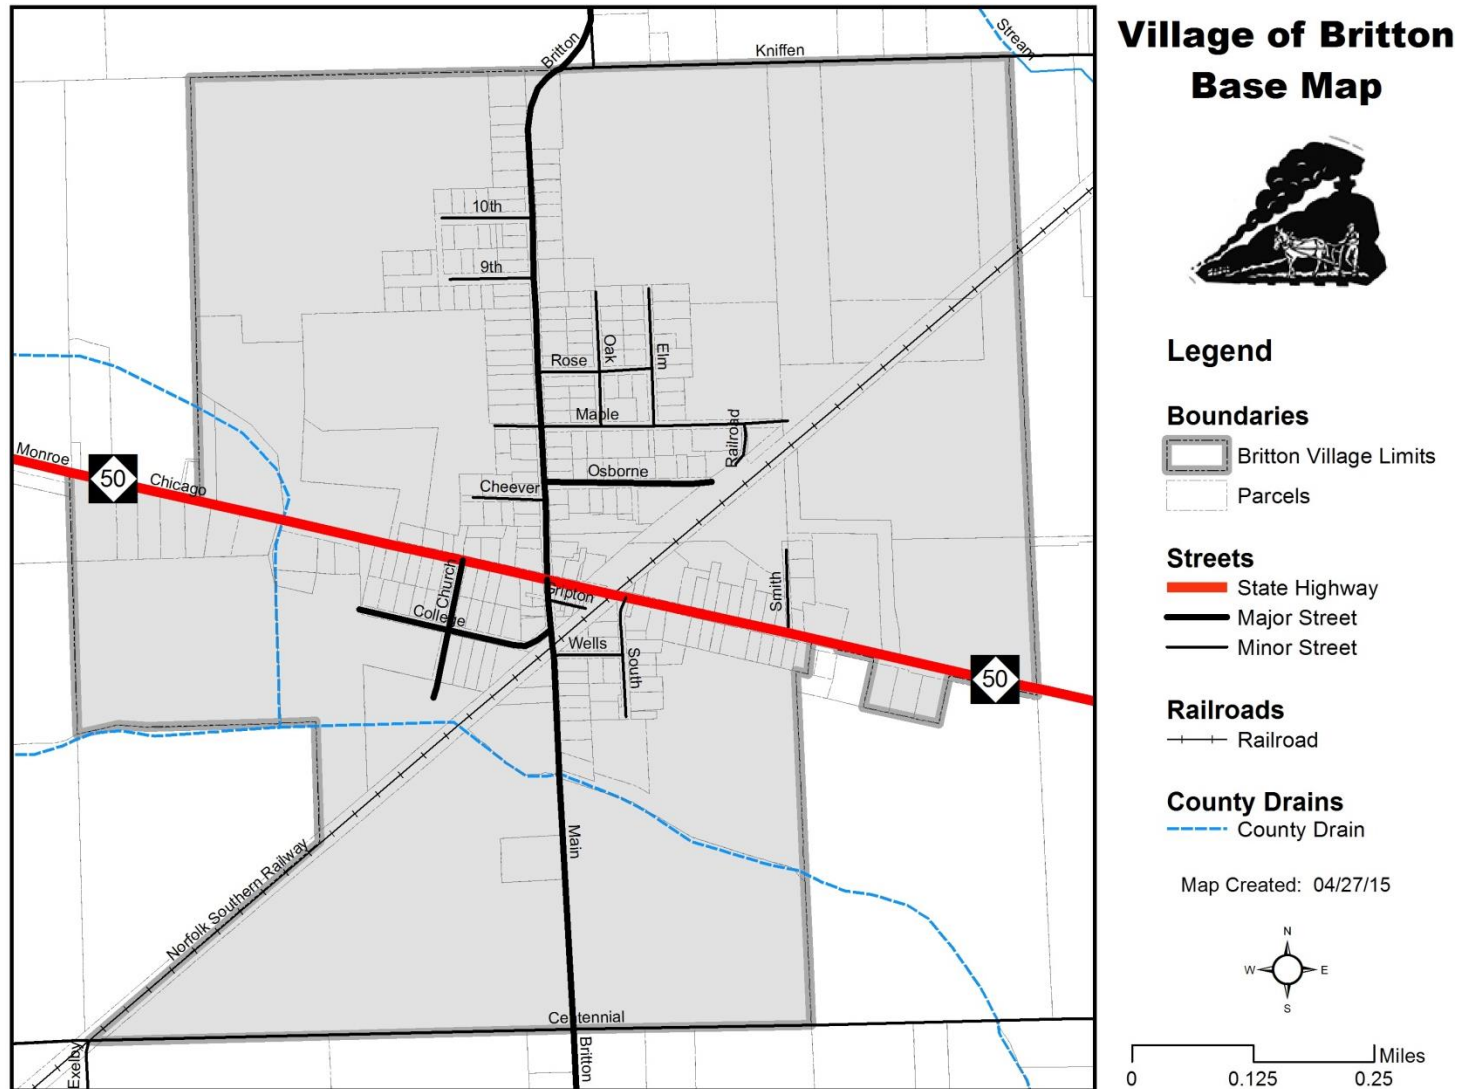 Village of Britton
Base Map
Britton
Kniffen
Stream
10th
9th
Rose
Oak
Elm
Maple
Railroad
Osborne
Cheever
Monroe
50
Chicago
Church
College
Gripton
Wells
South
Smith
50
Main
Norfolk Southern Railway
Centennial
Exelby
Britton
Legend
Boundaries
Britton Village Limits
Parcels
Streets
State Highway
Major Street
Minor Street
Railroads
Railroad
County Drains
County Drain
Map Created: 04/27/15
N
W E
S
Miles
0 0.125 0.25